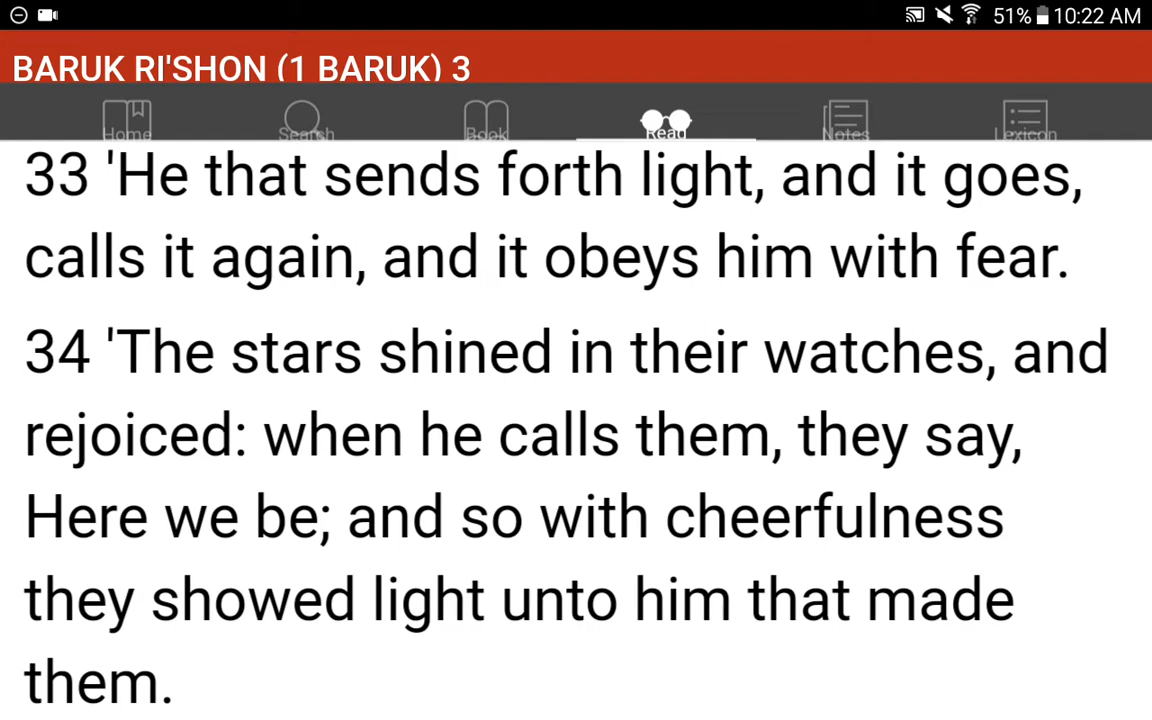 51% 10:22 AM
BARUK RI'SHON (1 BARUK) 3
Home Search Book Read Notes Lexicon
33 'He that sends forth light, and it goes,
calls it again, and it obeys him with fear.
34 'The stars shined in their watches, and
rejoiced: when he calls them, they say,
Here we be; and so with cheerfulness
they showed light unto him that made
them.